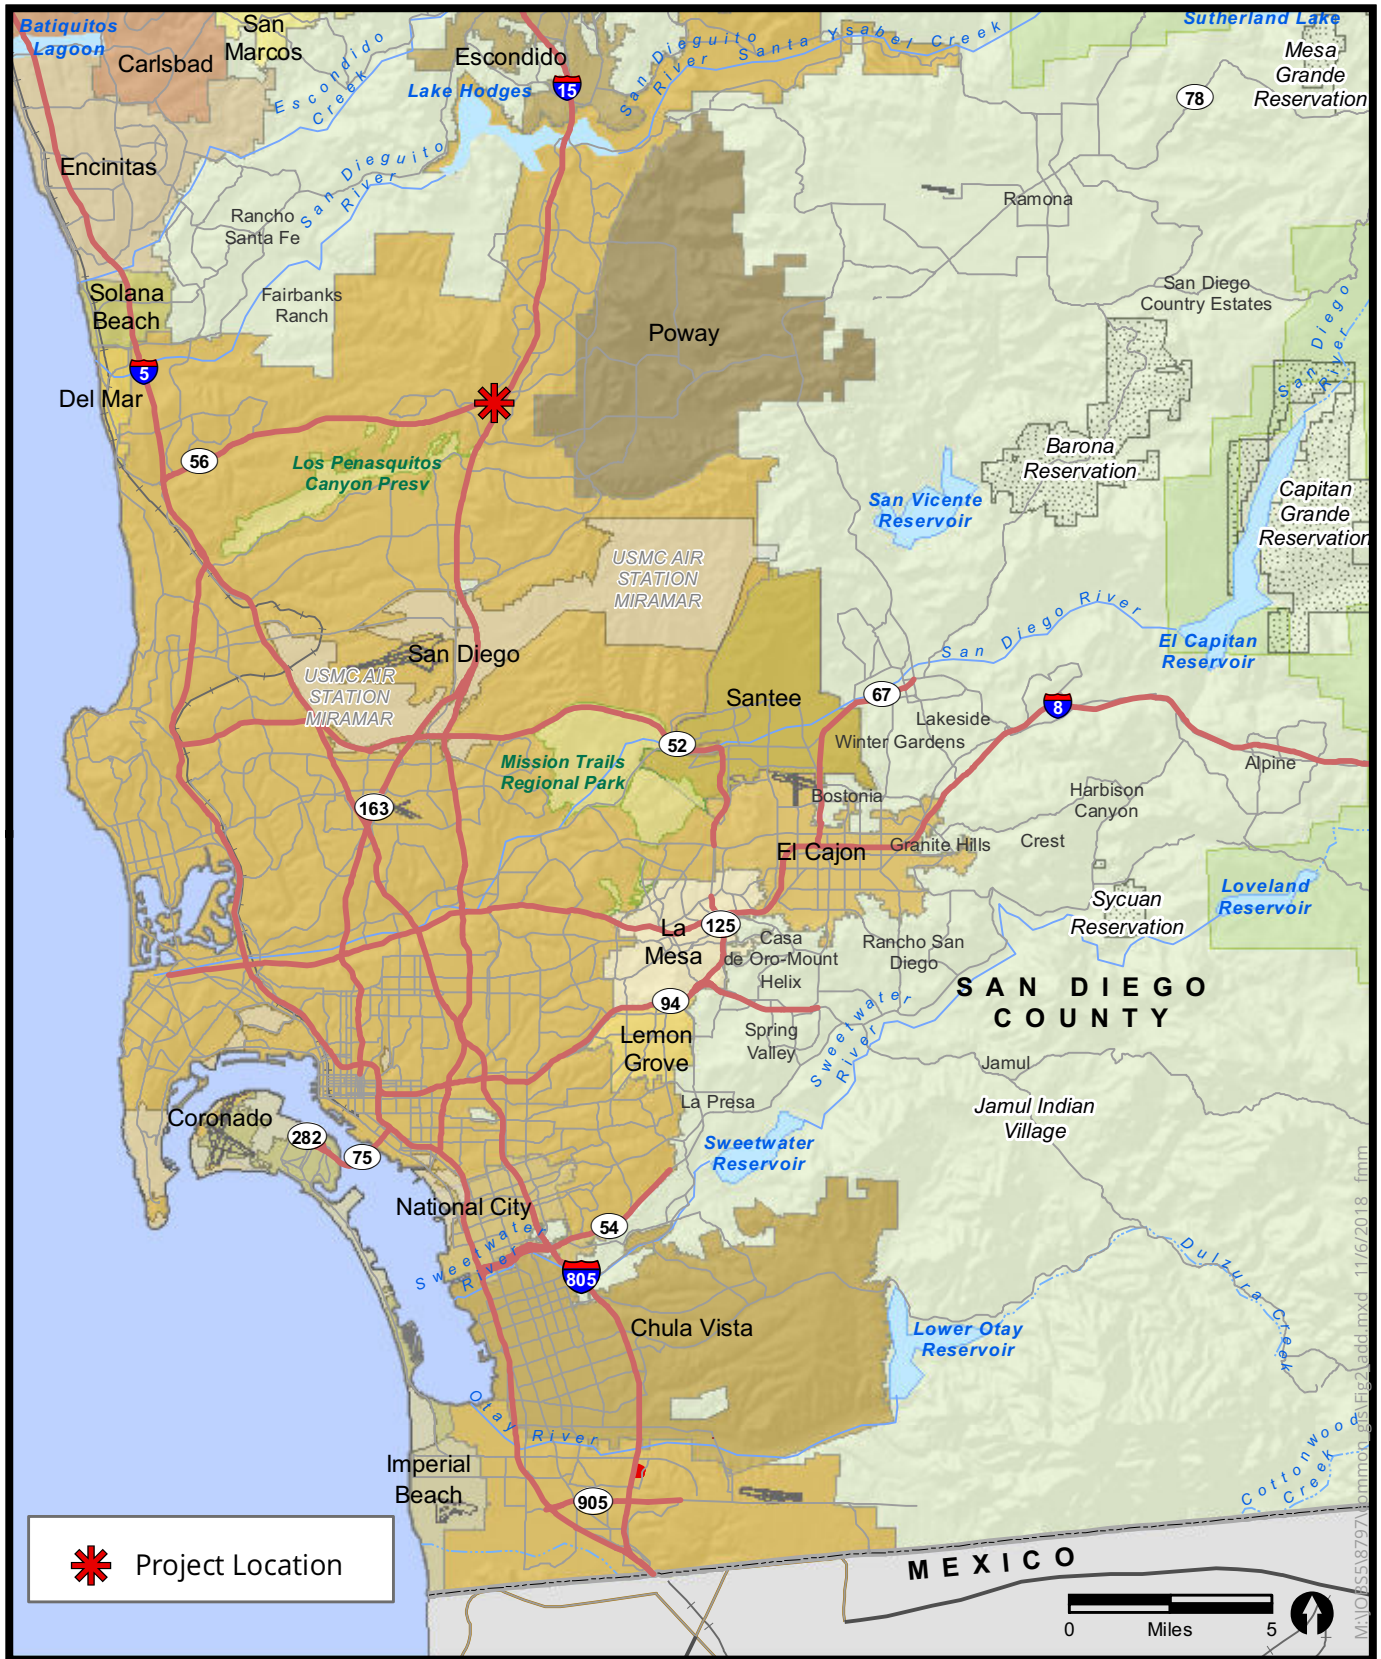 Batiquitos
Lagoon
San
Marcos
Carlsbad
Escondido
Creek
Escondido
15
Lake Hodges
San Dieguito
River
Santa Ysabel Creek
Sutherland Lake
Mesa
Grande
Reservation
78
Encinitas
San Dieguito
River
Rancho
Santa Fe
Ramona
Solana
Beach
Fairbanks
Ranch
San Diego
Country Estates
San Diego
River
Poway
5
Del Mar
56
Los Penasquitos
Canyon Presv
Barona
Reservation
San Vicente
Reservoir
Capitan
Grande
Reservation
USMC AIR
STATION
MIRAMAR
San Diego River
El Capitan
Reservoir
San Diego
USMC AIR
STATION
MIRAMAR
Santee
67
8
Lakeside
Winter Gardens
52
Mission Trails
Regional Park
Alpine
Bostonia
Harbison
Canyon
163
El Cajon
Granite Hills
Crest
Loveland
Reservoir
Sycuan
Reservation
125
La
Mesa
Casa
de Oro-Mount
Helix
Rancho San
Diego
SAN DIEGO
COUNTY
94
Lemon
Grove
Spring
Valley
Sweetwater
River
Jamul
La Presa
Jamul Indian
Village
Coronado
282
75
Sweetwater
Reservoir
National City
54
Sweetwater
River
805
Dulzura Creek
Chula Vista
Lower Otay
Reservoir
Otay River
Imperial
Beach
905
Cottonwood
Creek
MEXICO
Project Location
0 Miles 5
11/6/2018 fmm